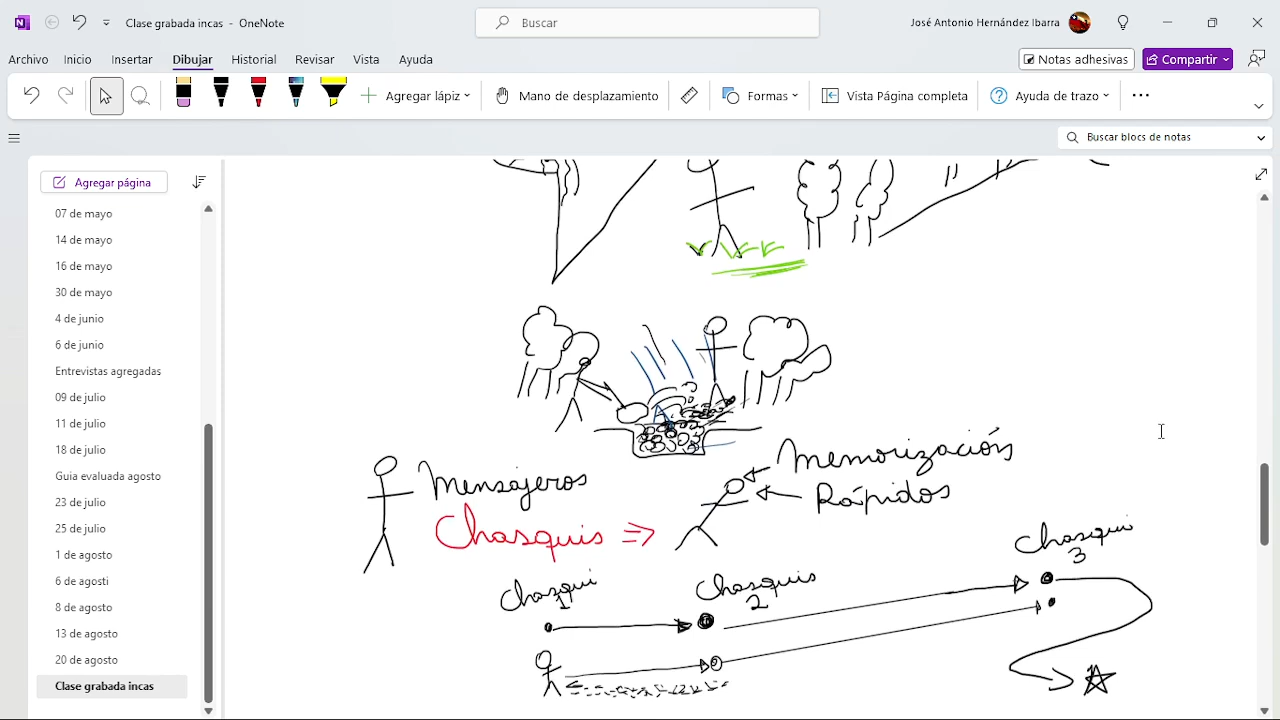 Clase grabada incas - OneNote
Buscar
José Antonio Hernández Ibarra
Archivo
Inicio
Insertar
Dibujar
Historial
Revisar
Vista
Ayuda
Notas adhesivas
Compartir
Agregar lápiz
Mano de desplazamiento
Formas
Vista Página completa
Ayuda de trazo
Buscar blocs de notas
Agregar página
07 de mayo
14 de mayo
16 de mayo
30 de mayo
4 de junio
6 de junio
Entrevistas agregadas
09 de julio
11 de julio
18 de julio
Guia evaluada agosto
23 de julio
25 de julio
1 de agosto
6 de agosti
8 de agosto
13 de agosto
20 de agosto
Clase grabada incas
Memorización
Mensajeros
Rápidos
Chasquis ⇒
Chasqui
3
Chasqui
1
Chasquis
2